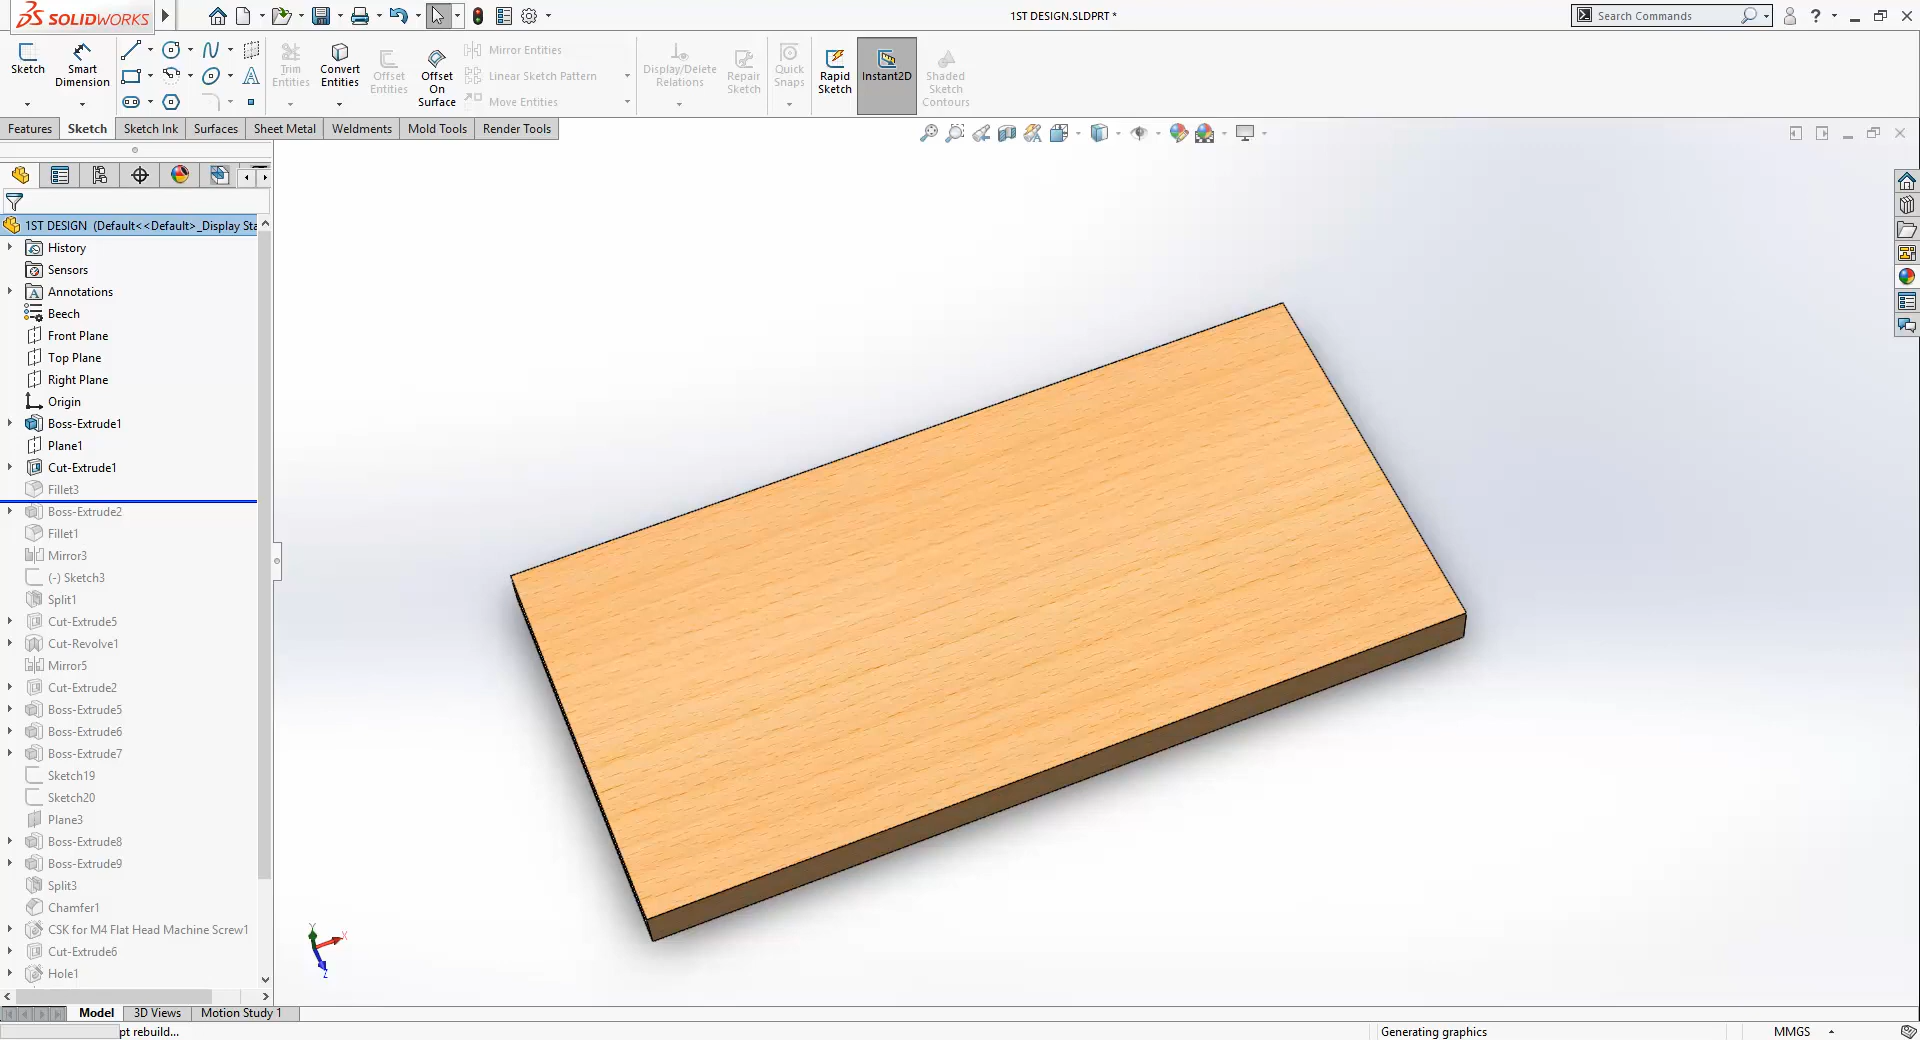 SOLIDWORKS
1ST DESIGN.SLDPRT *
Search Commands
Sketch
Smart Dimension
Trim Entities
Convert Entities
Offset Entities
Offset On Surface
Mirror Entities
Linear Sketch Pattern
Move Entities
Display/Delete Relations
Repair Sketch
Quick Snaps
Rapid Sketch
Instant2D
Shaded Sketch Contours
Features
Sketch
Sketch Ink
Surfaces
Sheet Metal
Weldments
Mold Tools
Render Tools
1ST DESIGN (Default<<Default>_Display Sta
History
Sensors
Annotations
Beech
Front Plane
Top Plane
Right Plane
Origin
Boss-Extrude1
Plane1
Cut-Extrude1
Fillet3
Boss-Extrude2
Fillet1
Mirror3
(-) Sketch3
Split1
Cut-Extrude5
Cut-Revolve1
Mirror5
Cut-Extrude2
Boss-Extrude5
Boss-Extrude6
Boss-Extrude7
Sketch19
Sketch20
Plane3
Boss-Extrude8
Boss-Extrude9
Split3
Chamfer1
CSK for M4 Flat Head Machine Screw1
Cut-Extrude6
Hole1
Y
X
Z
Model
3D Views
Motion Study 1
pt rebuild...
Generating graphics
MMGS